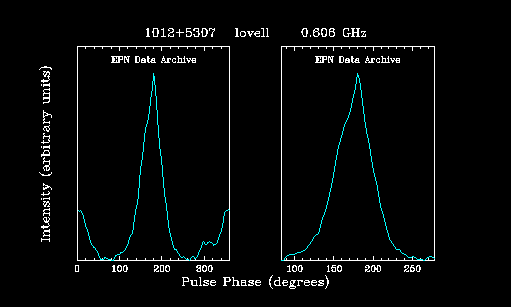 1012+5307 lovell 0.606 GHz
EPN Data Archive EPN Data Archive
Intensity (arbitrary units)
0 100 200 300 100 150 200 250
Pulse Phase (degrees)